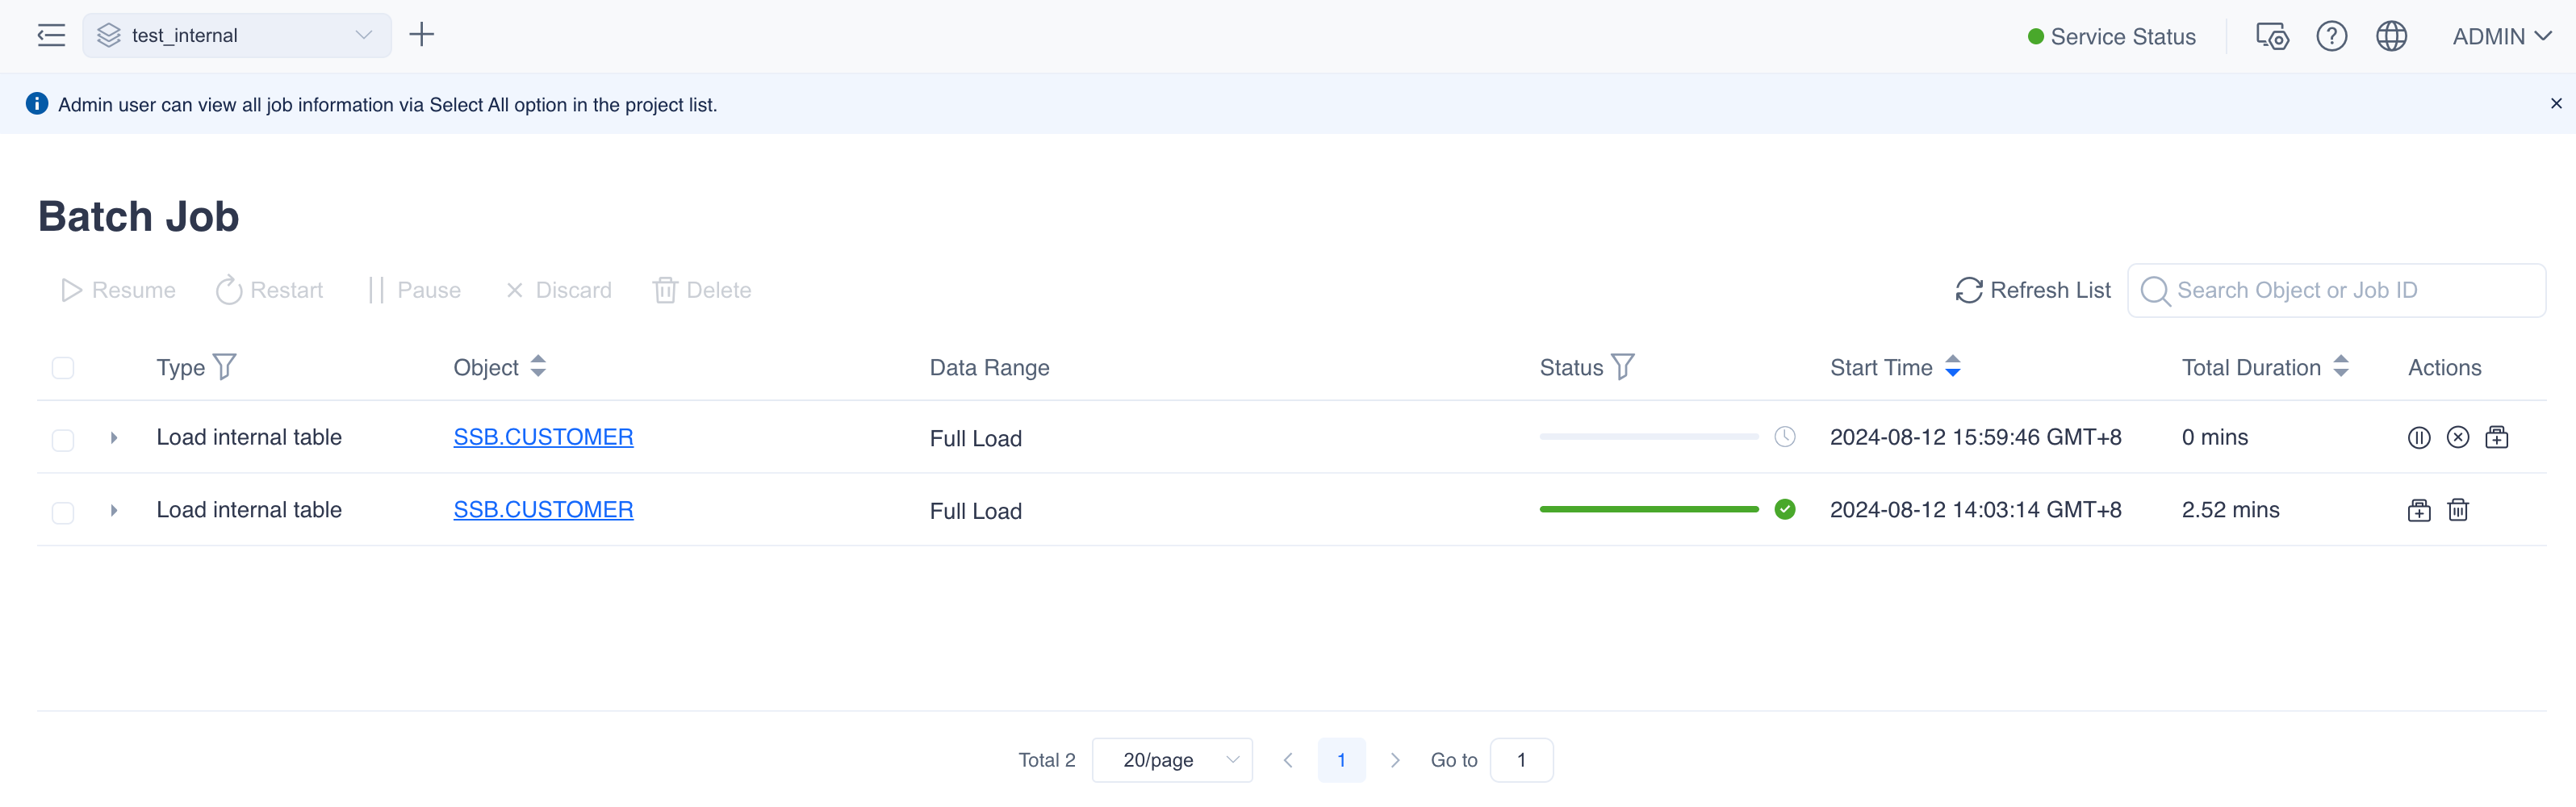 test_internal
Service Status
ADMIN
Admin user can view all job information via Select All option in the project list.
Batch Job
Resume Restart Pause Discard Delete Refresh List Search Object or Job ID
Type Object Data Range Status Start Time Total Duration Actions
Load internal table SSB.CUSTOMER Full Load 2024-08-12 15:59:46 GMT+8 0 mins
Load internal table SSB.CUSTOMER Full Load 2024-08-12 14:03:14 GMT+8 2.52 mins
Total 2 20/page 1 Go to 1